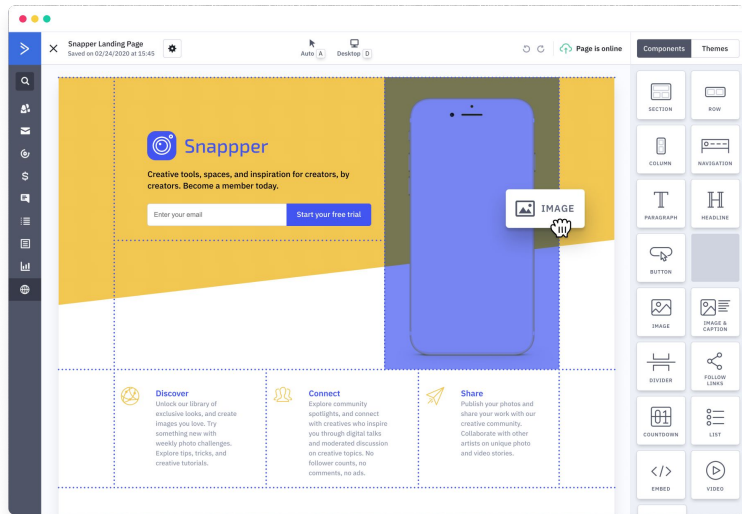 Snapper Landing Page
Saved on 02/24/2020 at 15:45
Auto A
Desktop D
Page is online
Components
Themes
Snappper
Creative tools, spaces, and inspiration for creators, by
creators. Become a member today.
Enter your email
Start your free trial
IMAGE
Discover
Unlock our library of
exclusive looks, and create
images you love. Try
something new with
weekly photo challenges.
Explore tips, tricks, and
creative tutorials.
Connect
Explore community
spotlights, and connect
with creatives who inspire
you through digital talks
and moderated discussion
on creative topics. No
follower counts, no
comments, no ads.
Share
Publish your photos and
share your work with our
creative community.
Collaborate with other
artists on unique photo
and video stories.
SECTION
ROW
COLUMN
NAVIGATION
PARAGRAPH
HEADLINE
BUTTON
IMAGE
IMAGE &
CAPTION
DIVIDER
FOLLOW
LINKS
01
COUNTDOWN
LIST
EMBED
VIDEO